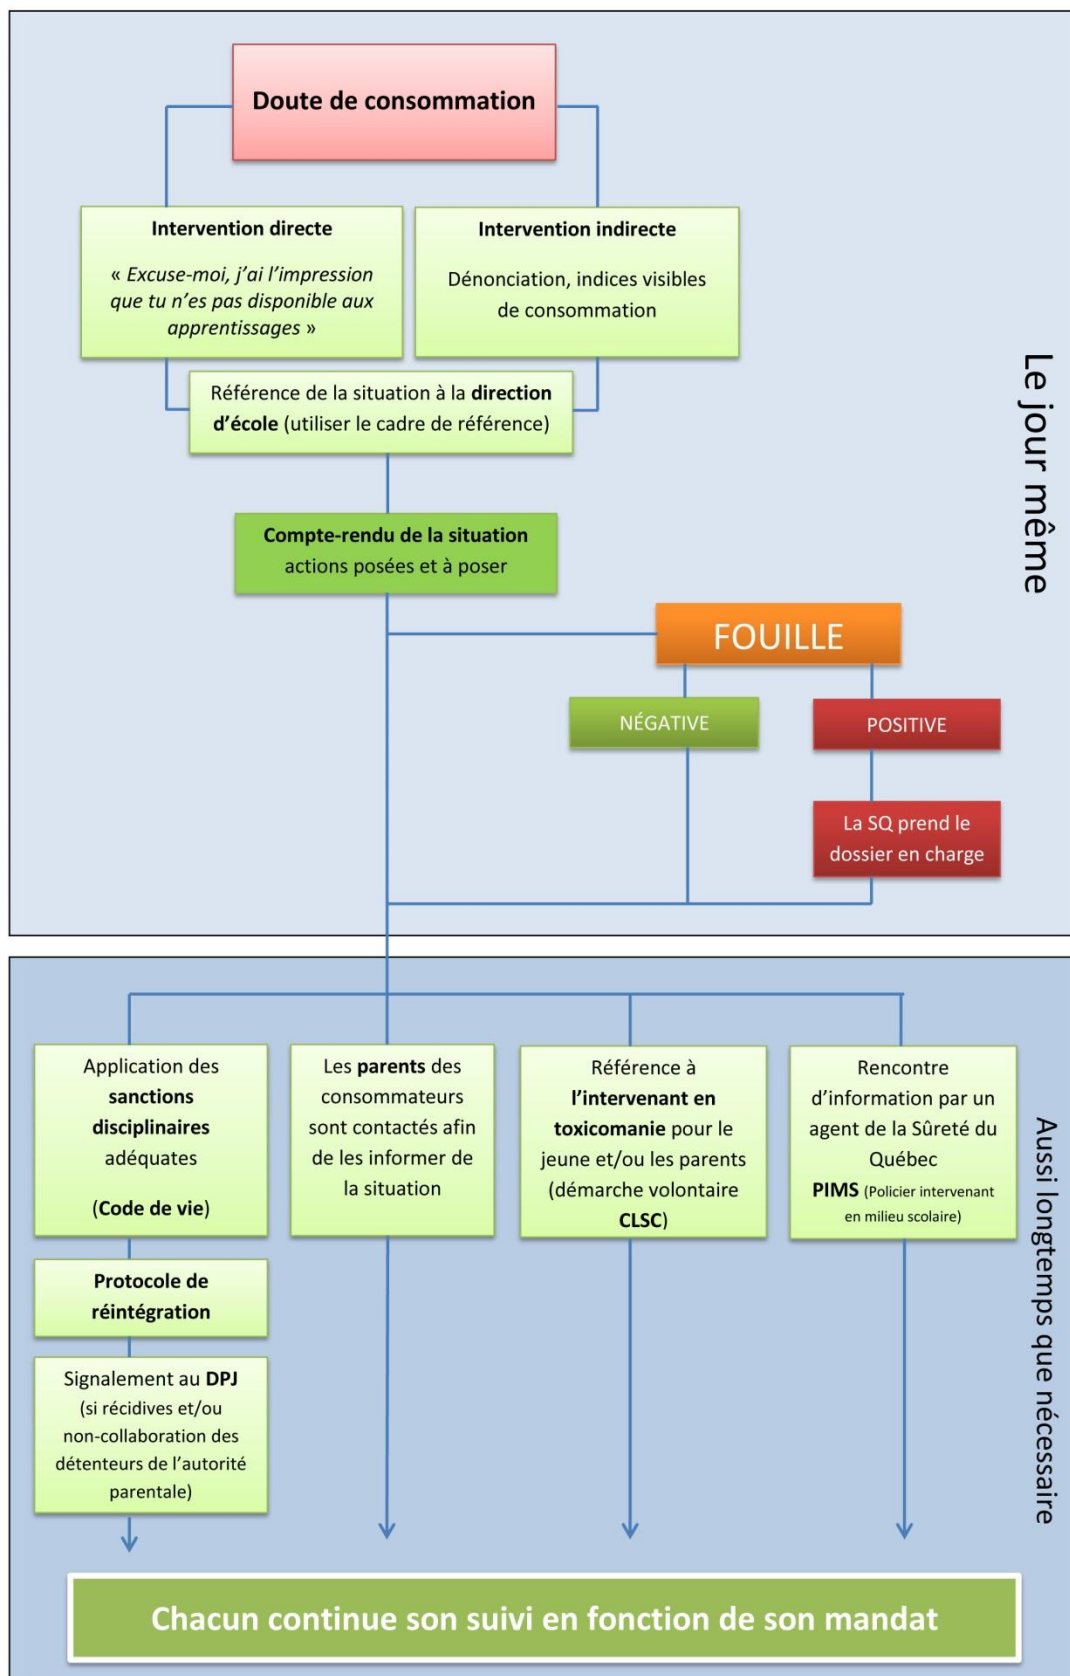 Doute de consommation
Intervention directe
« Excuse-moi, j'ai l'impression
que tu n'es pas disponible aux
apprentissages »
Intervention indirecte
Dénonciation, indices visibles
de consommation
Référence de la situation à la direction
d'école (utiliser le cadre de référence)
Compte-rendu de la situation
actions posées et à poser
FOUILLE
NÉGATIVE
POSITIVE
La SQ prend le
dossier en charge
Le jour même
Application des
sanctions
disciplinaires
adéquates
(Code de vie)
Protocole de
réintégration
Signalement au DPJ
(si récidives et/ou
non-collaboration des
détenteurs de l'autorité
parentale)
Les parents des
consommateurs
sont contactés afin
de les informer de
la situation
Référence à
l'intervenant en
toxicomanie pour le
jeune et/ou les parents
(démarche volontaire
CLSC)
Rencontre
d'information par un
agent de la Sûreté du
Québec
PIMS (Policier intervenant
en milieu scolaire)
Aussi longtemps que nécessaire
Chacun continue son suivi en fonction de son mandat